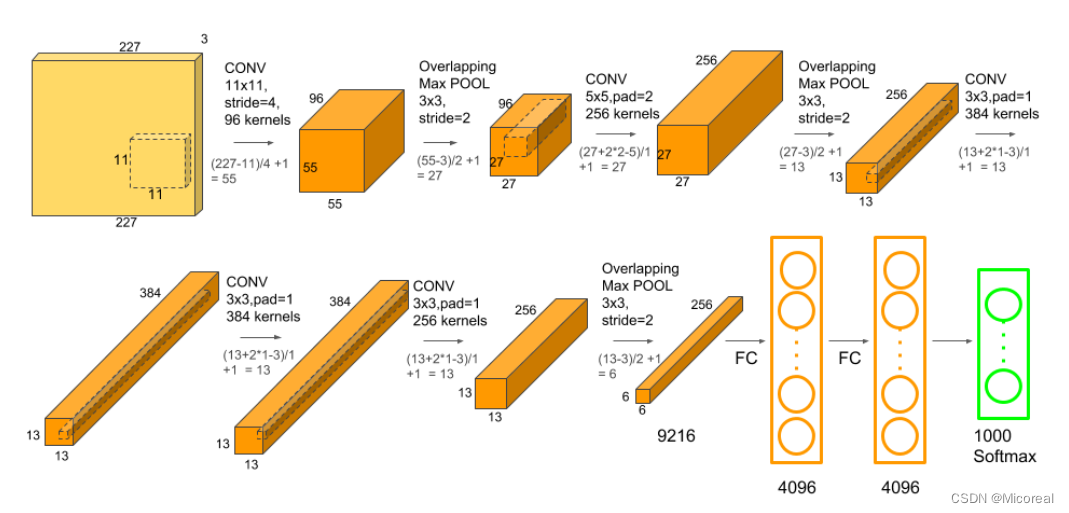 227
3
11
11
227
CONV
11x11,
stride=4,
96 kernels
(227-11)/4 +1
= 55
96
55
55
Overlapping
Max POOL
3x3,
stride=2
(55-3)/2 +1
= 27
96
27
27
CONV
5x5,pad=2
256 kernels
(27+2*2-5)/1
+1 = 27
256
27
27
Overlapping
Max POOL
3x3,
stride=2
(27-3)/2 +1
= 13
256
13
13
CONV
3x3,pad=1
384 kernels
(13+2*1-3)/1
+1 = 13
384
13
13
CONV
3x3,pad=1
384 kernels
(13+2*1-3)/1
+1 = 13
384
13
13
CONV
3x3,pad=1
256 kernels
(13+2*1-3)/1
+1 = 13
256
13
13
Overlapping
Max POOL
3x3,
stride=2
(13-3)/2 +1
= 6
256
6
6
9216
FC
4096
FC
4096
1000
Softmax
CSDN @Micoreal